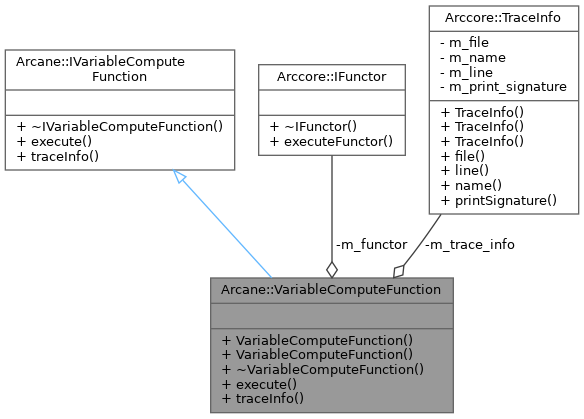 Arcane::IVariableCompute
Function
+ ~IVariableComputeFunction()
+ execute()
+ traceInfo()
Arccore::IFunctor
+ ~IFunctor()
+ executeFunctor()
Arccore::TraceInfo
- m_file
- m_name
- m_line
- m_print_signature
+ TraceInfo()
+ TraceInfo()
+ TraceInfo()
+ file()
+ line()
+ name()
+ printSignature()
-m_functor
-m_trace_info
Arcane::VariableComputeFunction
+ VariableComputeFunction()
+ VariableComputeFunction()
+ ~VariableComputeFunction()
+ execute()
+ traceInfo()